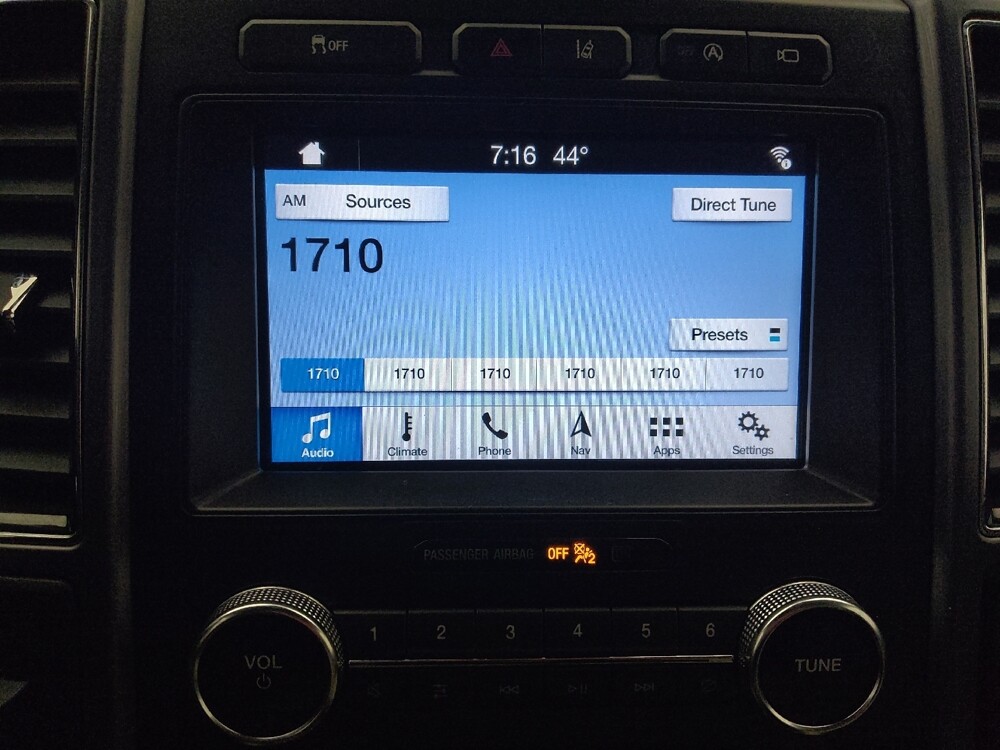 OFF
A
7:16 44°
AM Sources Direct Tune
1710
Presets
1710 1710 1710 1710 1710 1710
Audio Climate Phone Nav Apps Settings
PASSENGER AIRBAG OFF 2
1 2 3 4 5 6
VOL TUNE